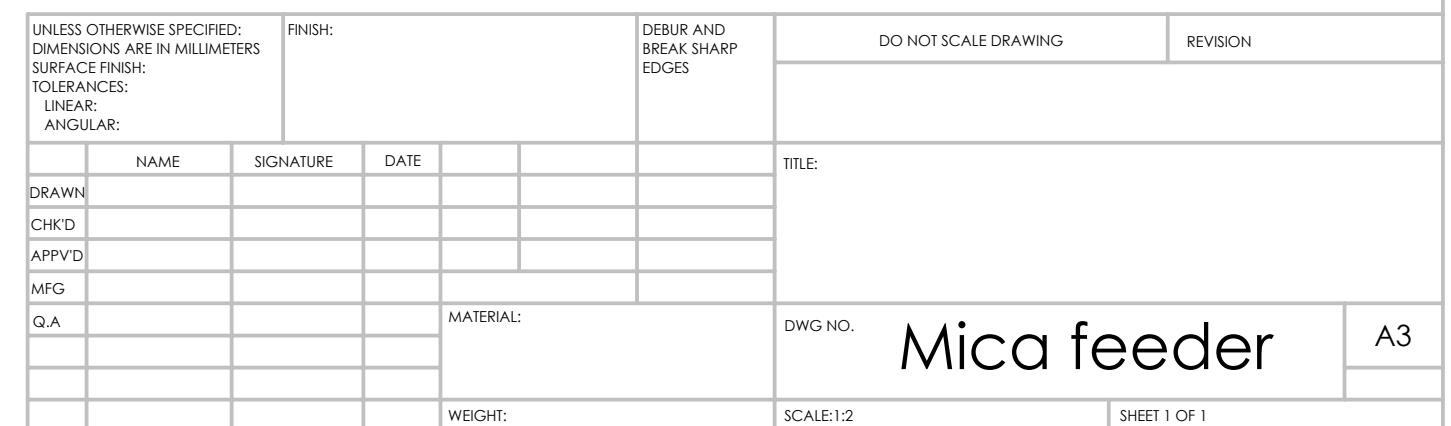 UNLESS OTHERWISE SPECIFIED:
DIMENSIONS ARE IN MILLIMETERS
SURFACE FINISH:
TOLERANCES:
LINEAR:
ANGULAR:
FINISH:
DEBUR AND
BREAK SHARP
EDGES
DO NOT SCALE DRAWING
REVISION
NAME
SIGNATURE
DATE
DRAWN
CHK'D
APPV'D
MFG
Q.A
TITLE:
MATERIAL:
DWG NO.
Mica feeder
A3
WEIGHT:
SCALE:1:2
SHEET 1 OF 1